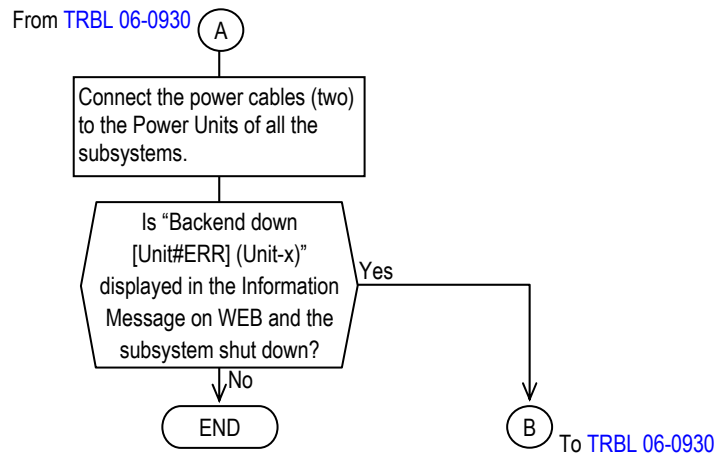 From TRBL 06-0930
A
Connect the power cables (two)
to the Power Units of all the
subsystems.
Is “Backend down
[Unit#ERR] (Unit-x)”
displayed in the Information
Message on WEB and the
subsystem shut down?
Yes
No
END
B
To TRBL 06-0930